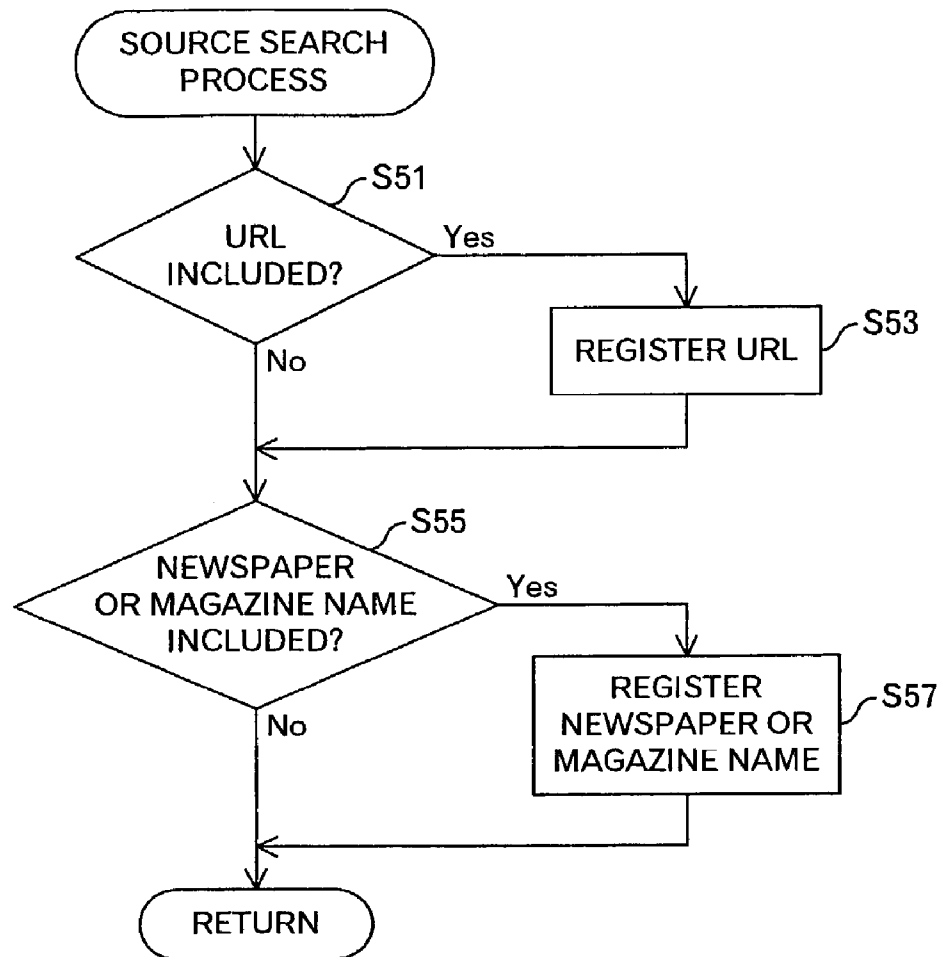 SOURCE SEARCH
PROCESS
S51
URL
INCLUDED?
Yes
No
S53
REGISTER URL
S55
NEWSPAPER
OR MAGAZINE NAME
INCLUDED?
Yes
No
S57
REGISTER
NEWSPAPER OR
MAGAZINE NAME
RETURN